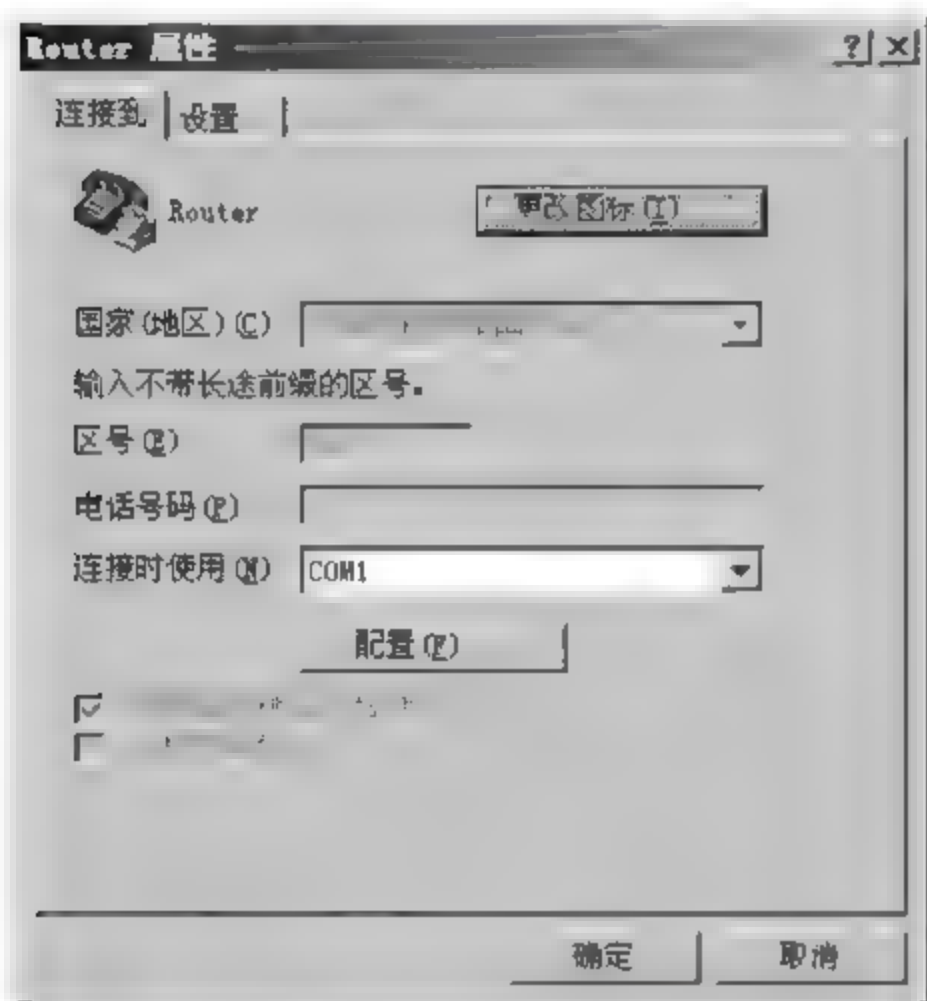 Router 属性
连接到 设置
Router 更改图标(I)
国家(地区)(C)
输入不带长途前缀的区号.
区号(E)
电话号码(P)
连接时使用(N) COM1
配置(F)
确定 取消